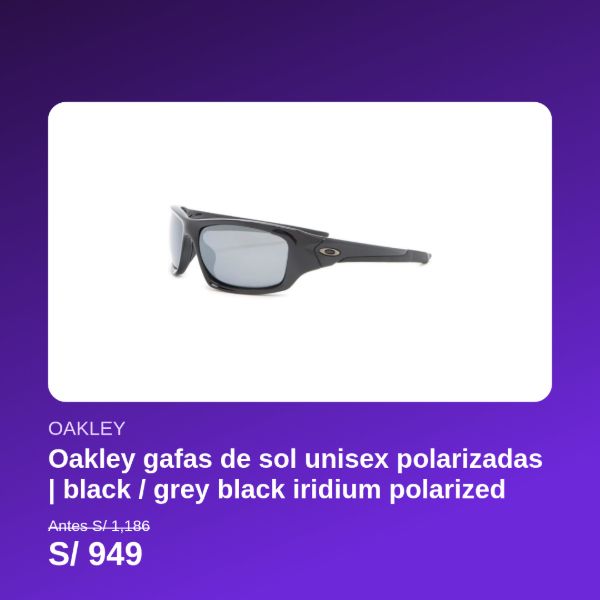 OAKLEY
Oakley gafas de sol unisex polarizadas
| black / grey black iridium polarized
Antes S/ 1,186
S/ 949